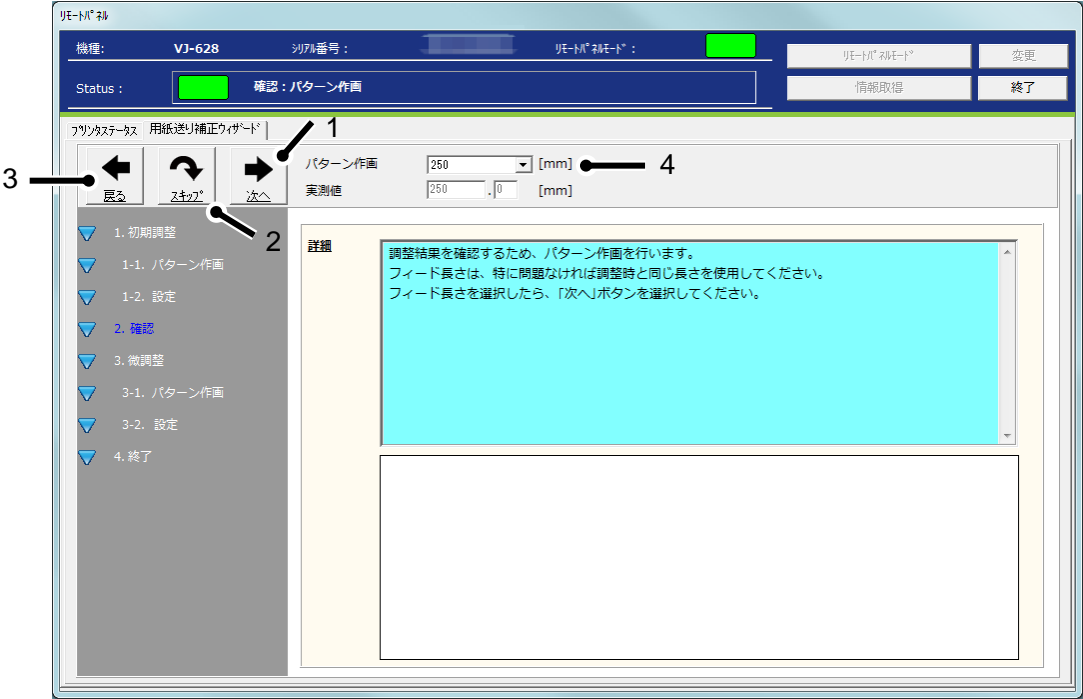 ﾘﾓｰﾄﾊﾟﾈﾙ
機種: VJ-628 ｼﾘｱﾙ番号： ﾘﾓｰﾄﾊﾟﾈﾙﾓｰﾄﾞ： ﾘﾓｰﾄﾊﾟﾈﾙﾓｰﾄﾞ 変更
Status： 確認：パターン作画 情報取得 終了
ﾌﾟﾘﾝﾀｽﾃｰﾀｽ 用紙送り補正ｳｨｻﾞｰﾄﾞ
1
3 戻る ｽｷｯﾌﾟ 次へ
2
パターン作画 250 [mm] 4
実測値 250 . 0 [mm]
1. 初期調整
1-1. パターン作画
1-2. 設定
2. 確認
3. 微調整
3-1. パターン作画
3-2. 設定
4. 終了
詳細
調整結果を確認するため、パターン作画を行います。
フィード長さは、特に問題なければ調整時と同じ長さを使用してください。
フィード長さを選択したら、「次へ」ボタンを選択してください。